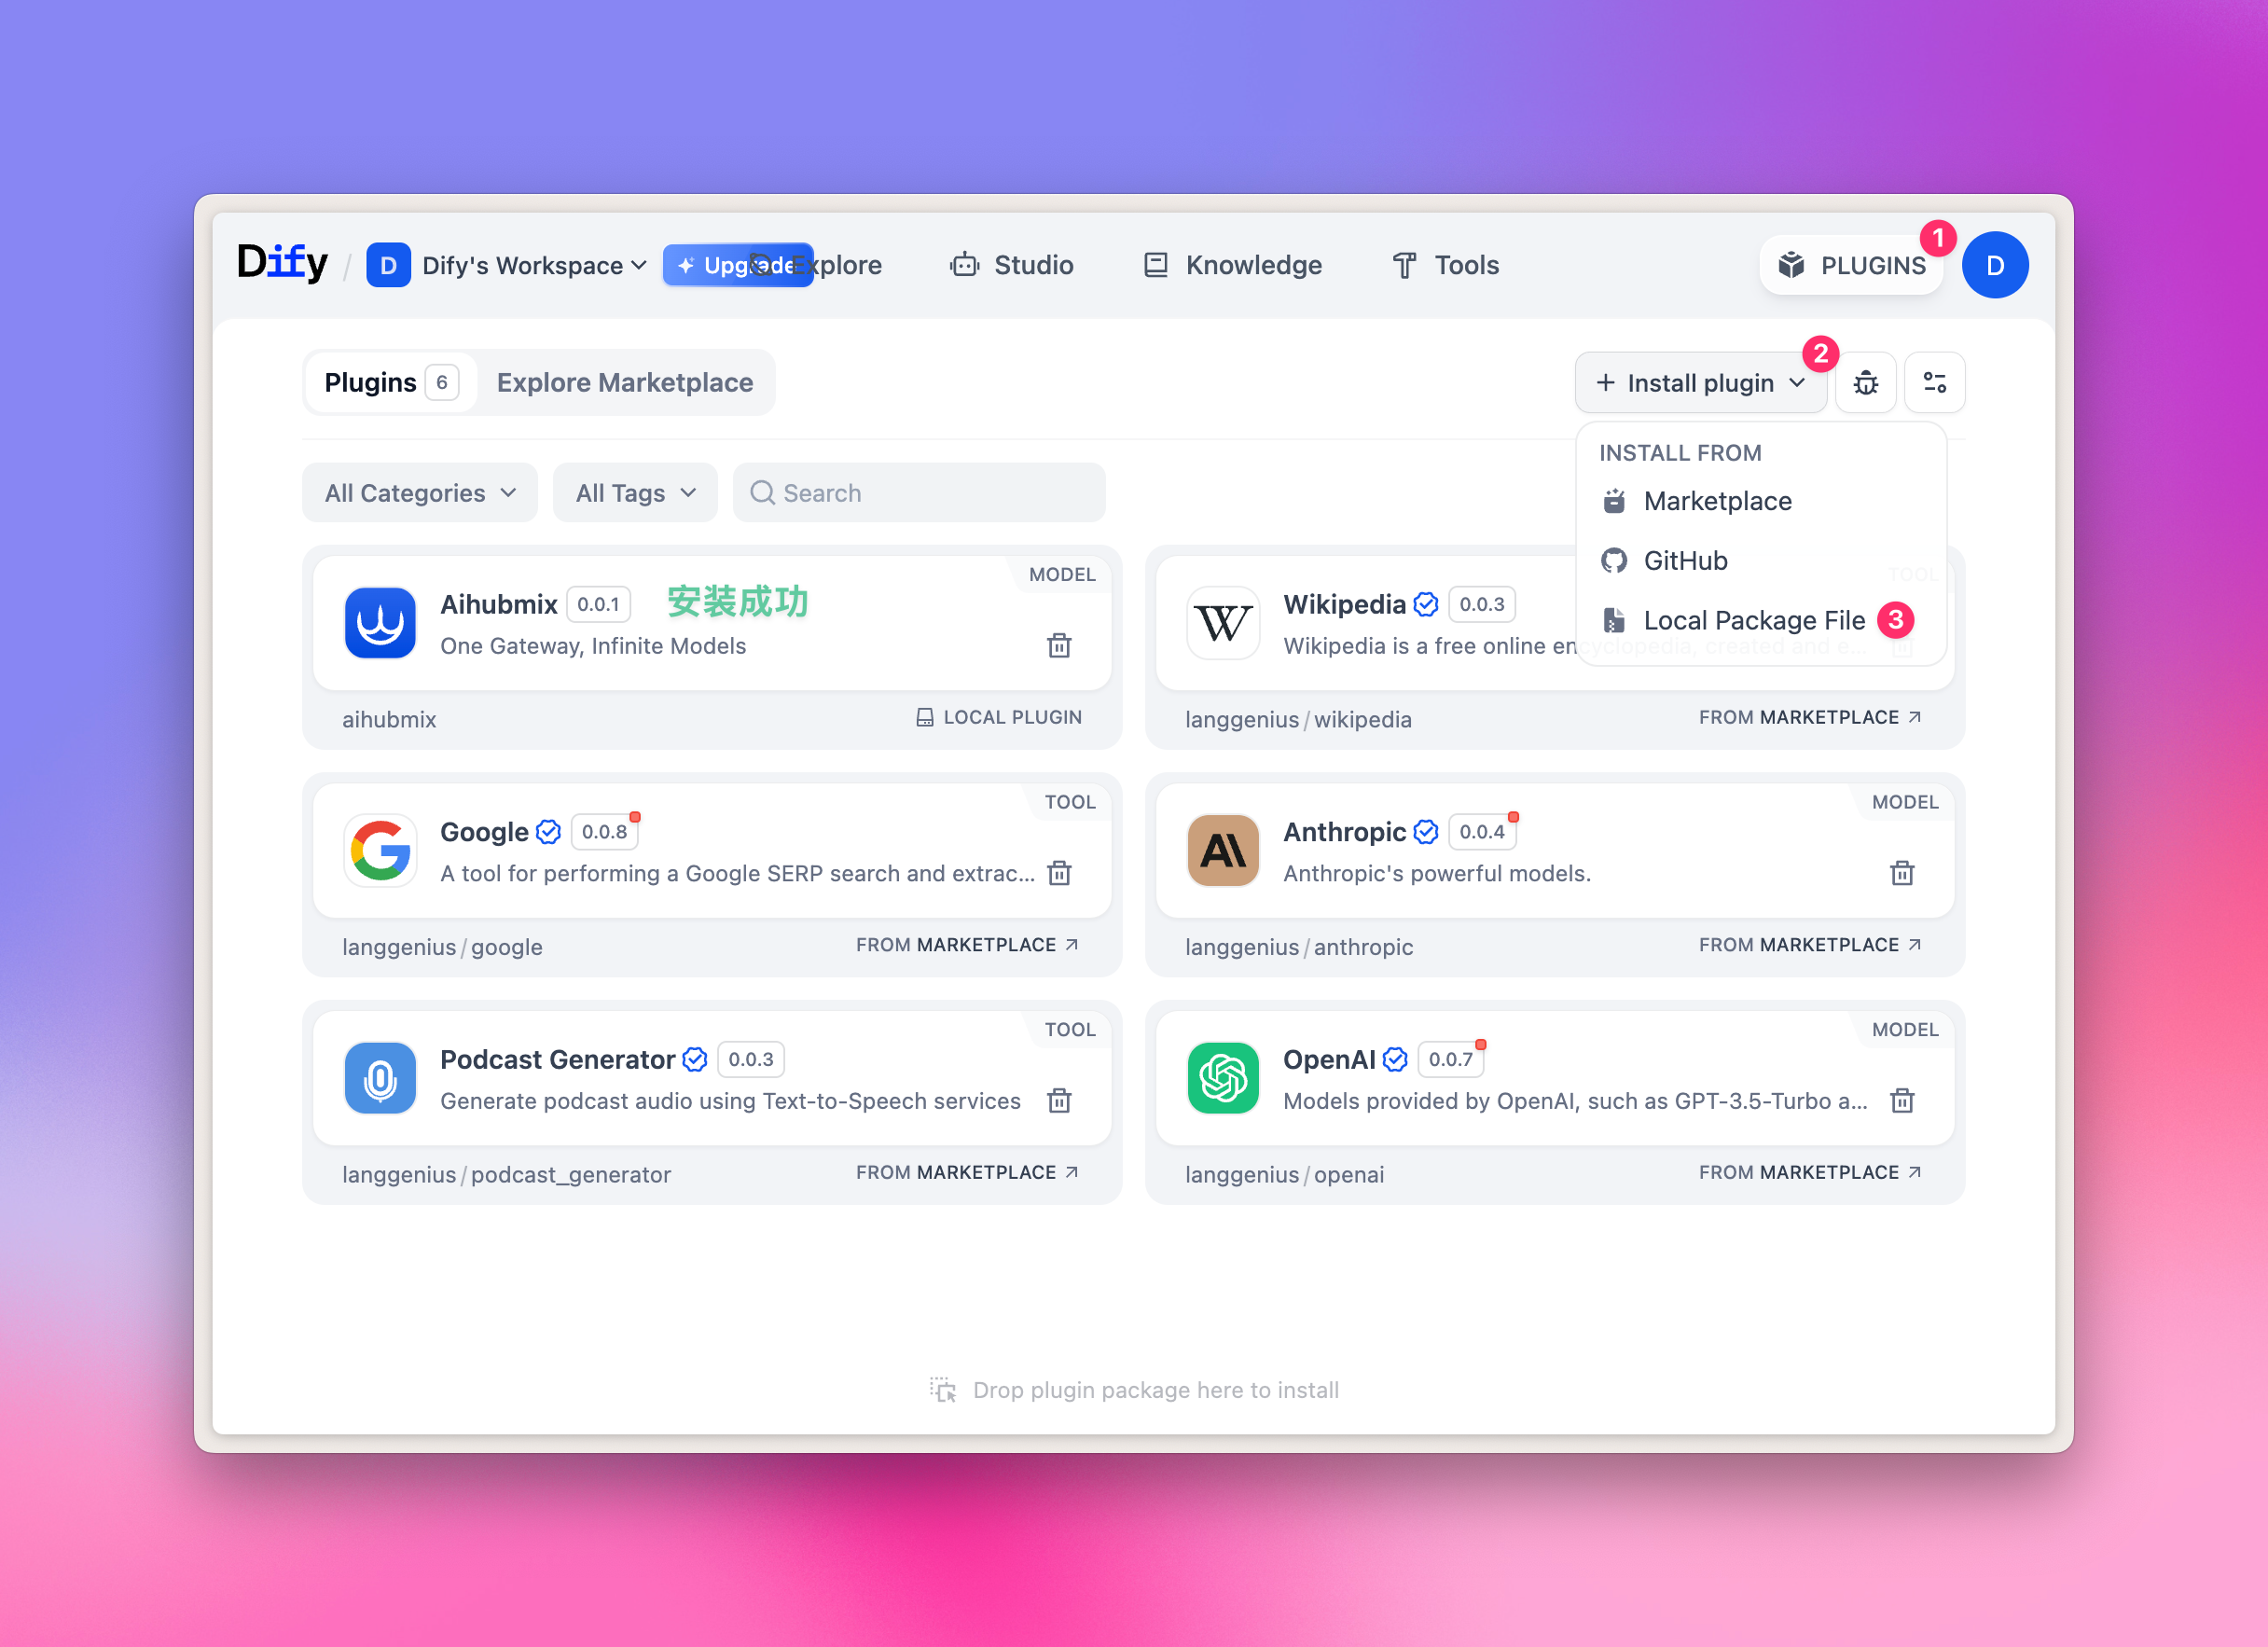 Dify / D Dify's Workspace Upgrade Explore Studio Knowledge Tools PLUGINS 1 D
Plugins 6 Explore Marketplace
+ Install plugin 2
INSTALL FROM
Marketplace
GitHub
Local Package File 3
All Categories All Tags Search
MODEL
Aihubmix 0.0.1 安装成功
One Gateway, Infinite Models
aihubmix LOCAL PLUGIN
TOOL
Wikipedia 0.0.3
Wikipedia is a free online encyclopedia, created and e...
langgenius / wikipedia FROM MARKETPLACE
TOOL
Google 0.0.8
A tool for performing a Google SERP search and extrac...
langgenius / google FROM MARKETPLACE
MODEL
Anthropic 0.0.4
Anthropic's powerful models.
langgenius / anthropic FROM MARKETPLACE
TOOL
Podcast Generator 0.0.3
Generate podcast audio using Text-to-Speech services
langgenius / podcast_generator FROM MARKETPLACE
MODEL
OpenAI 0.0.7
Models provided by OpenAI, such as GPT-3.5-Turbo a...
langgenius / openai FROM MARKETPLACE
Drop plugin package here to install